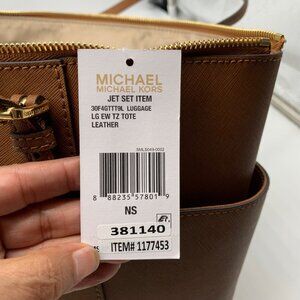 MICHAEL
MICHAEL KORS
JET SET ITEM
30F4GTTT9L LUGGAGE
LG EW TZ TOTE
LEATHER
8 88235 57801 9
NS
381140
ITEM# 1177453